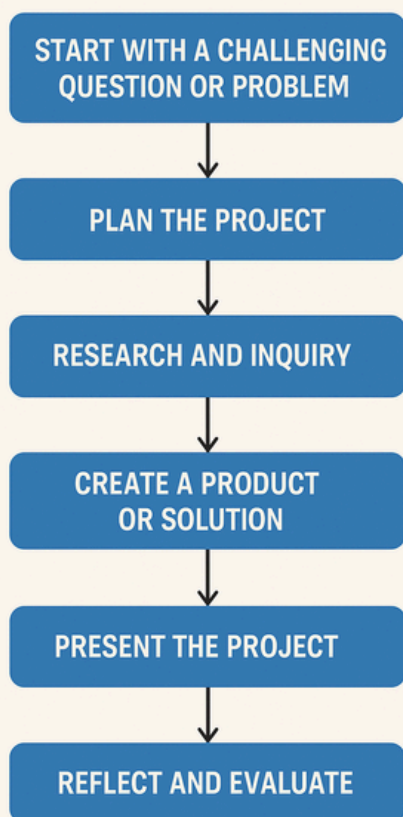 START WITH A CHALLENGING
QUESTION OR PROBLEM
PLAN THE PROJECT
RESEARCH AND INQUIRY
CREATE A PRODUCT
OR SOLUTION
PRESENT THE PROJECT
REFLECT AND EVALUATE